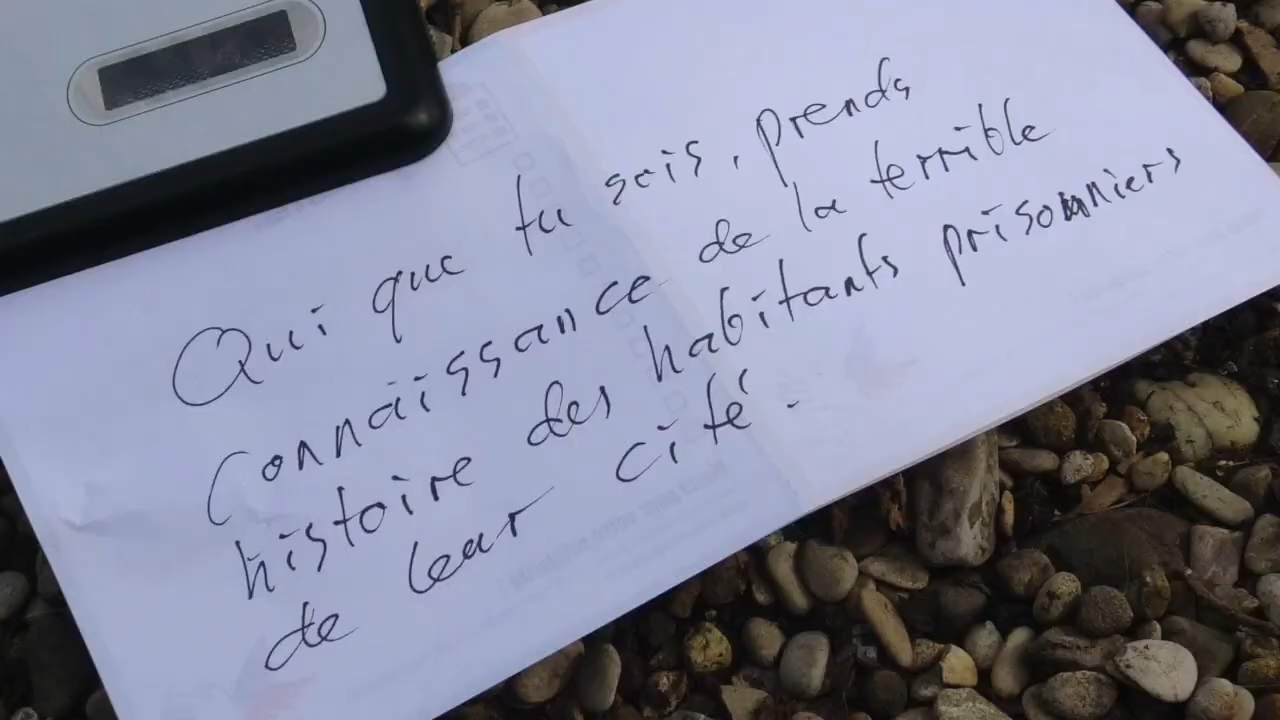 Qui que tu sois, prends
connaissance de la terrible
histoire des habitants prisonniers
de leur cité.